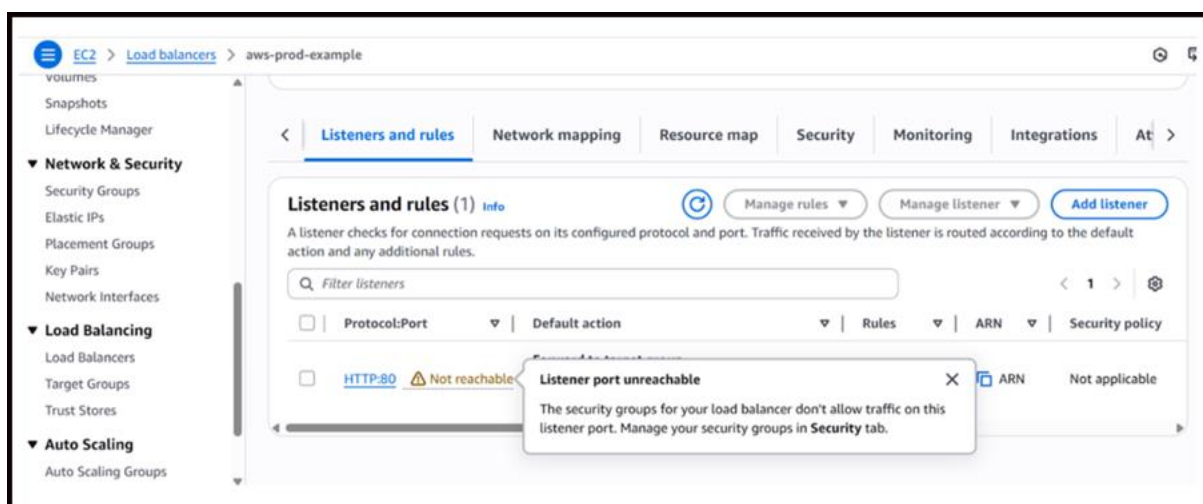 EC2 > Load balancers > aws-prod-example
Volumes
Snapshots
Lifecycle Manager
Network & Security
Security Groups
Elastic IPs
Placement Groups
Key Pairs
Network Interfaces
Load Balancing
Load Balancers
Target Groups
Trust Stores
Auto Scaling
Auto Scaling Groups
Listeners and rules Network mapping Resource map Security Monitoring Integrations At
Listeners and rules (1) Info Manage rules Manage listener Add listener
A listener checks for connection requests on its configured protocol and port. Traffic received by the listener is routed according to the default
action and any additional rules.
Filter listeners
1
Protocol:Port Default action Rules ARN Security policy
Forward to target group
HTTP:80 Not reachable ARN Not applicable
Listener port unreachable
The security groups for your load balancer don't allow traffic on this
listener port. Manage your security groups in Security tab.